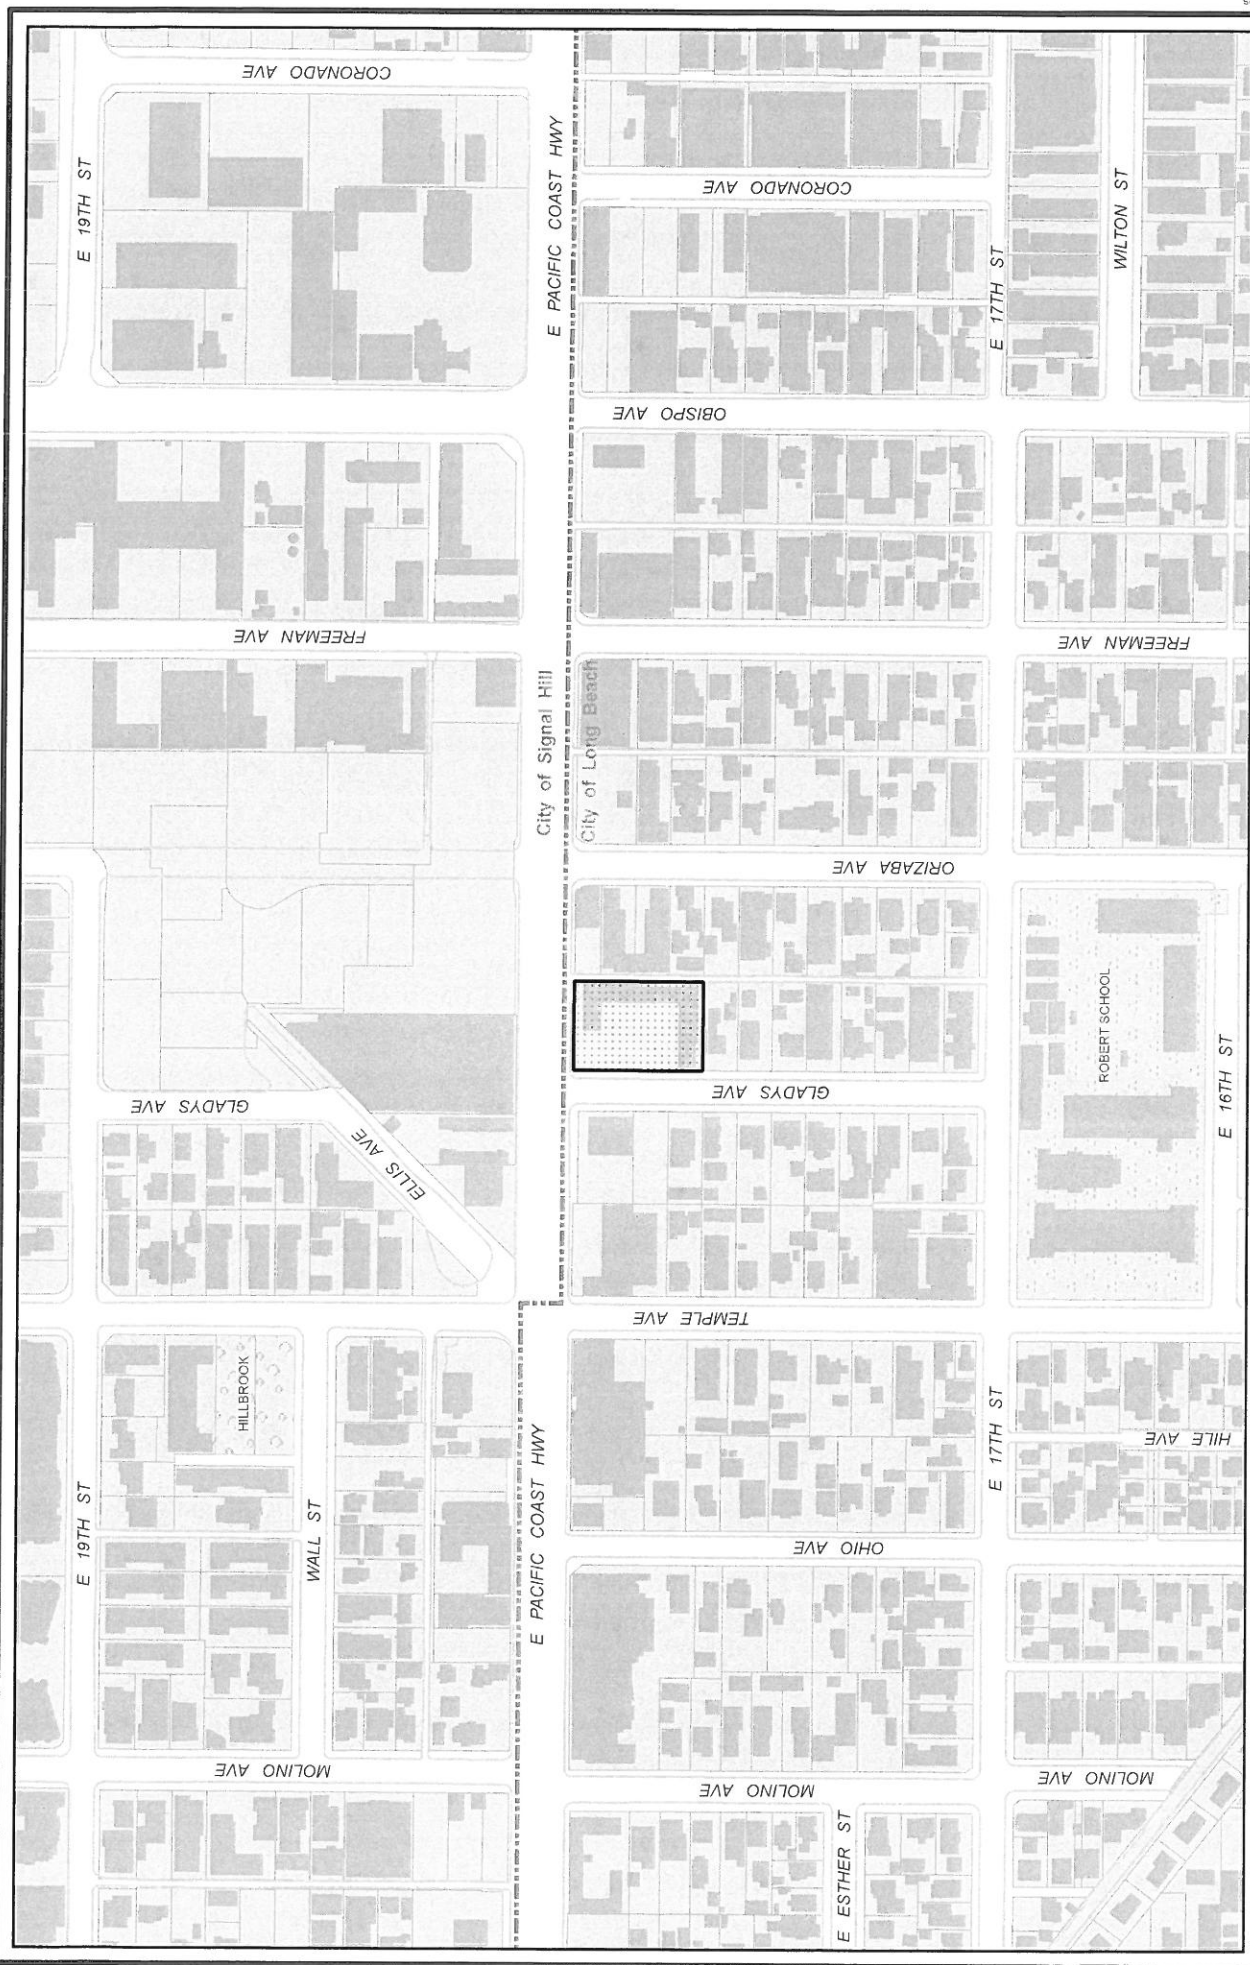 CORONADO AVE
E 19TH ST
E PACIFIC COAST HWY
CORONADO AVE
WILTON ST
E 17TH ST
OBISPO AVE
FREEMAN AVE
FREEMAN AVE
City of Signal Hill
City of Long Beach
ORIZABA AVE
ROBERT SCHOOL
GLADYS AVE
GLADYS AVE
E 16TH ST
ELLIS AVE
TEMPLE AVE
HILLBROOK
E 17TH ST
HILE AVE
E 19TH ST
WALL ST
E PACIFIC COAST HWY
OHIO AVE
MOLINO AVE
MOLINO AVE
MOLINO AVE
E ESTHER ST